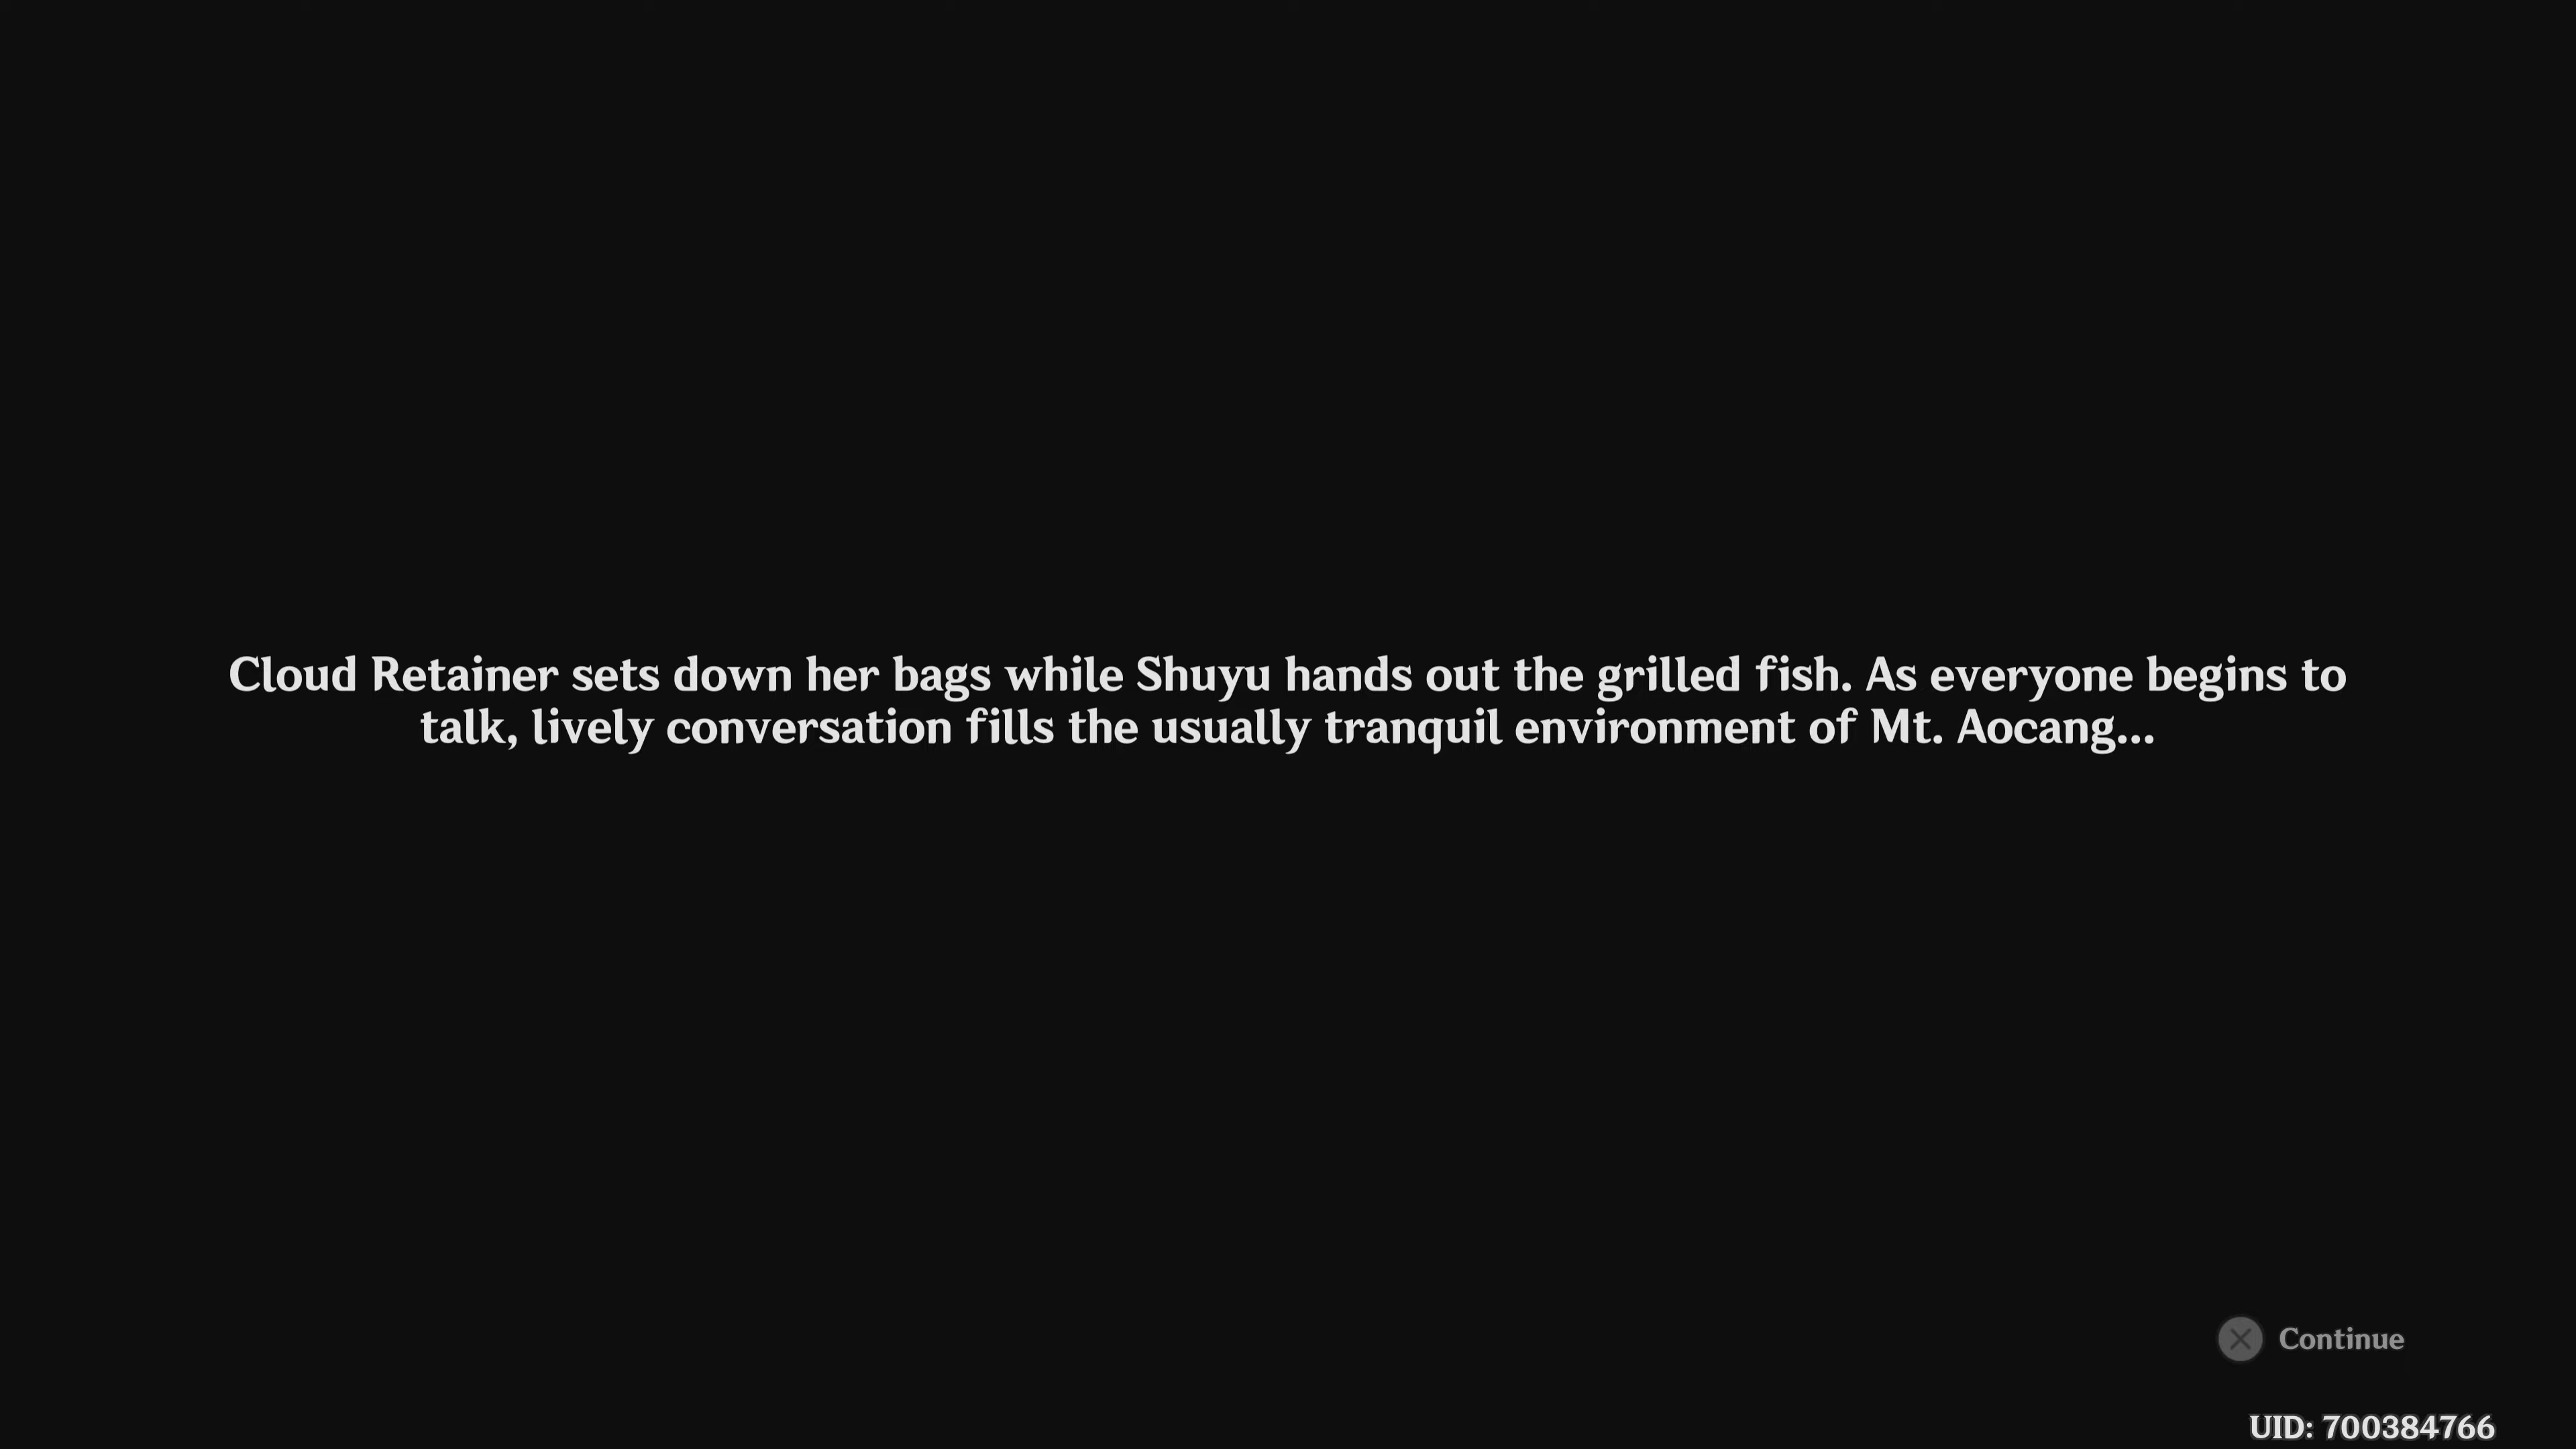 Cloud Retainer sets down her bags while Shuyu hands out the grilled fish. As everyone begins to
talk, lively conversation fills the usually tranquil environment of Mt. Aocang...
Continue
UID: 700384766